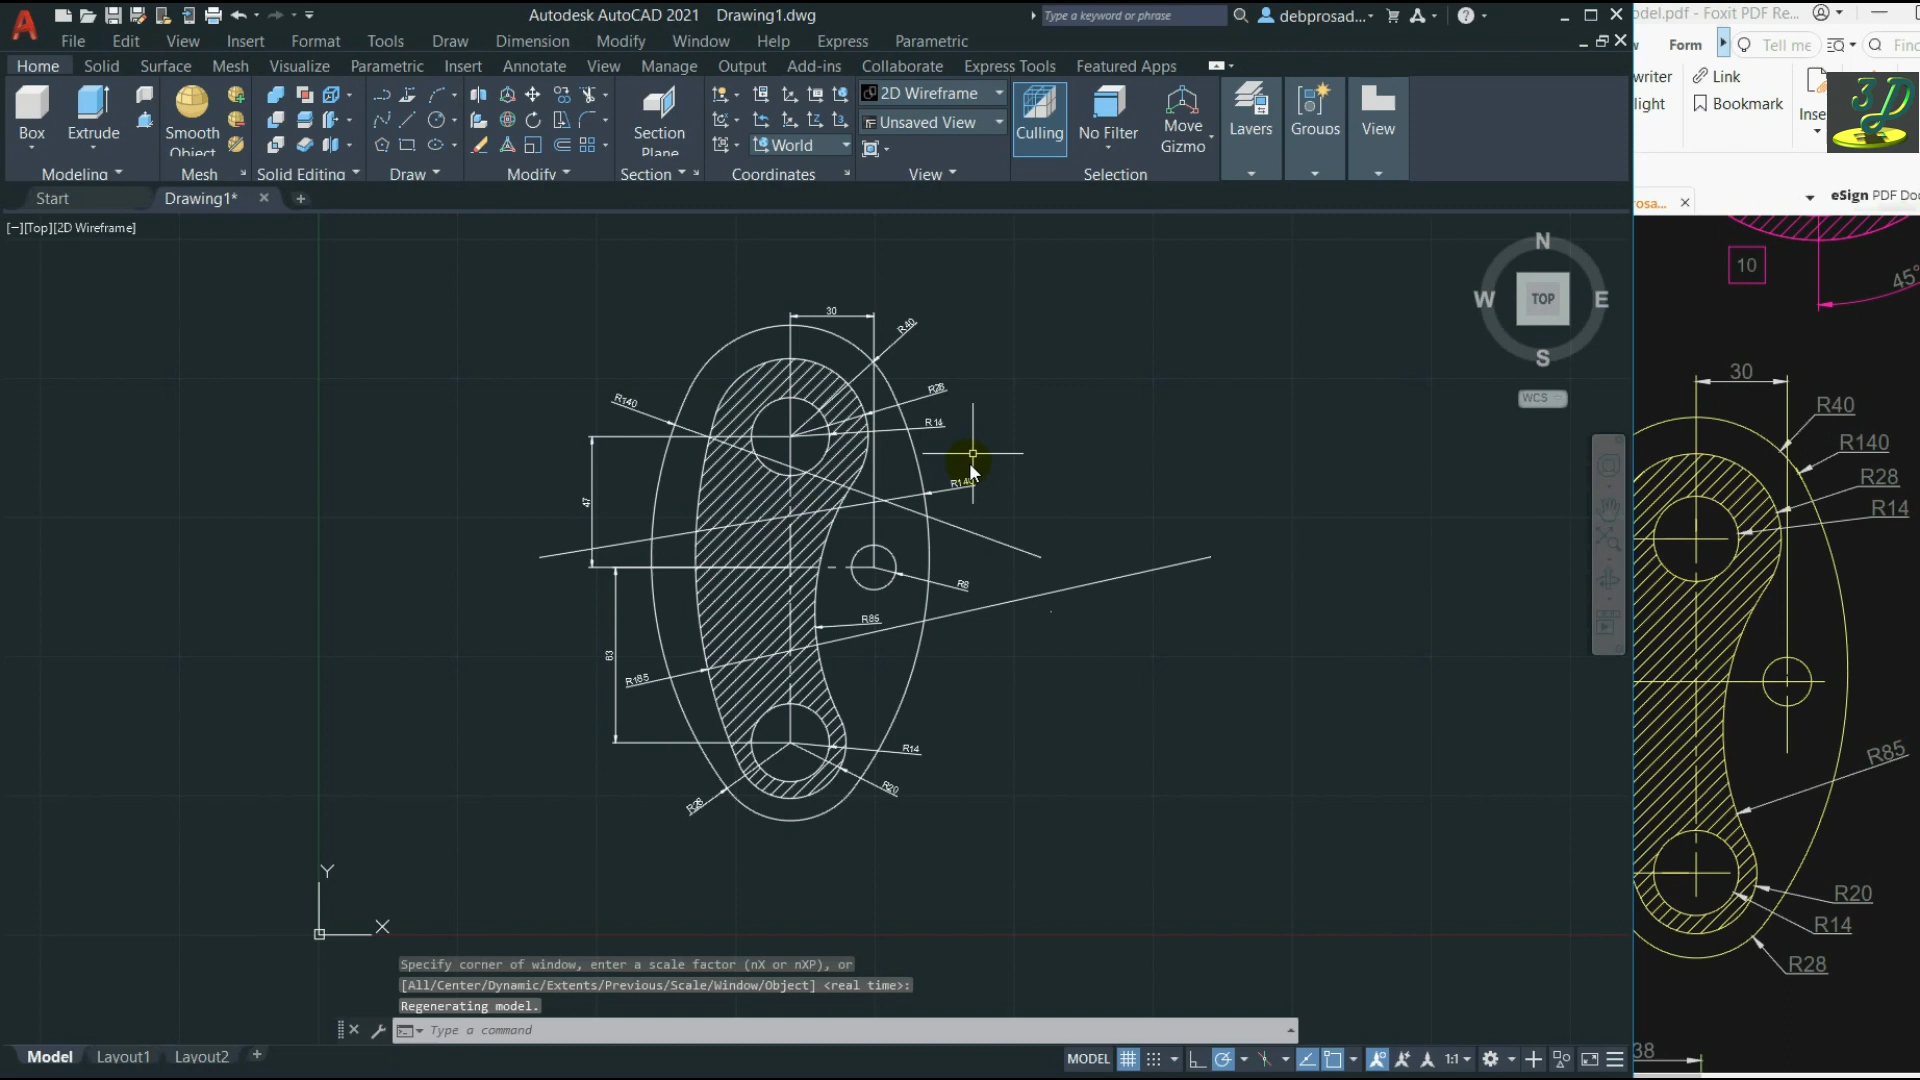 Autodesk AutoCAD 2021 Drawing1.dwg
Type a keyword or phrase
debprosad...
File Edit View Insert Format Tools Draw Dimension Modify Window Help Express Parametric
Home Solid Surface Mesh Visualize Parametric Insert Annotate View Manage Output Add-ins Collaborate Express Tools Featured Apps
Box
Extrude
Smooth
Object
Section
Plane
World
2D Wireframe
Unsaved View
Culling
No Filter
Move
Gizmo
Layers
Groups
View
Modeling
Mesh
Solid Editing
Draw
Modify
Section
Coordinates
View
Selection
Start
Drawing1*
[−][Top][2D Wireframe]
N
W
TOP
E
S
WCS
30
R40
R140
R14
47
R140
R8
R85
63
R185
R14
R20
Y
X
Specify corner of window, enter a scale factor (nX or nXP), or
[All/Center/Dynamic/Extents/Previous/Scale/Window/Object] <real time>:
Regenerating model.
Type a command
Model Layout1 Layout2
MODEL
1:1
del.pdf - Foxit PDF Re...
Form
Tell me
Find
writer
Link
light
Bookmark
Inse
3D
rosa...
eSign PDF Doc
10
45°
30
R40
R140
R28
R14
R85
R20
R14
R28
38